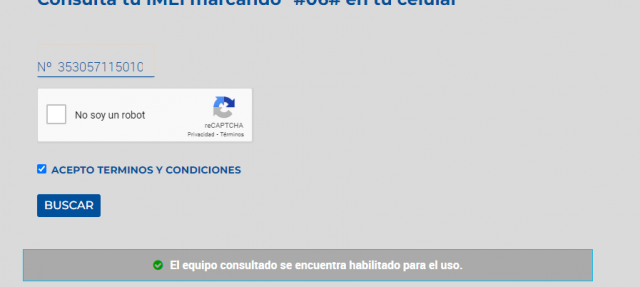 Consulta tu IMEI marcando *#06# en tu celular
Nº 353057115010
No soy un robot
reCAPTCHA
Privacidad - Términos
ACEPTO TERMINOS Y CONDICIONES
BUSCAR
El equipo consultado se encuentra habilitado para el uso.